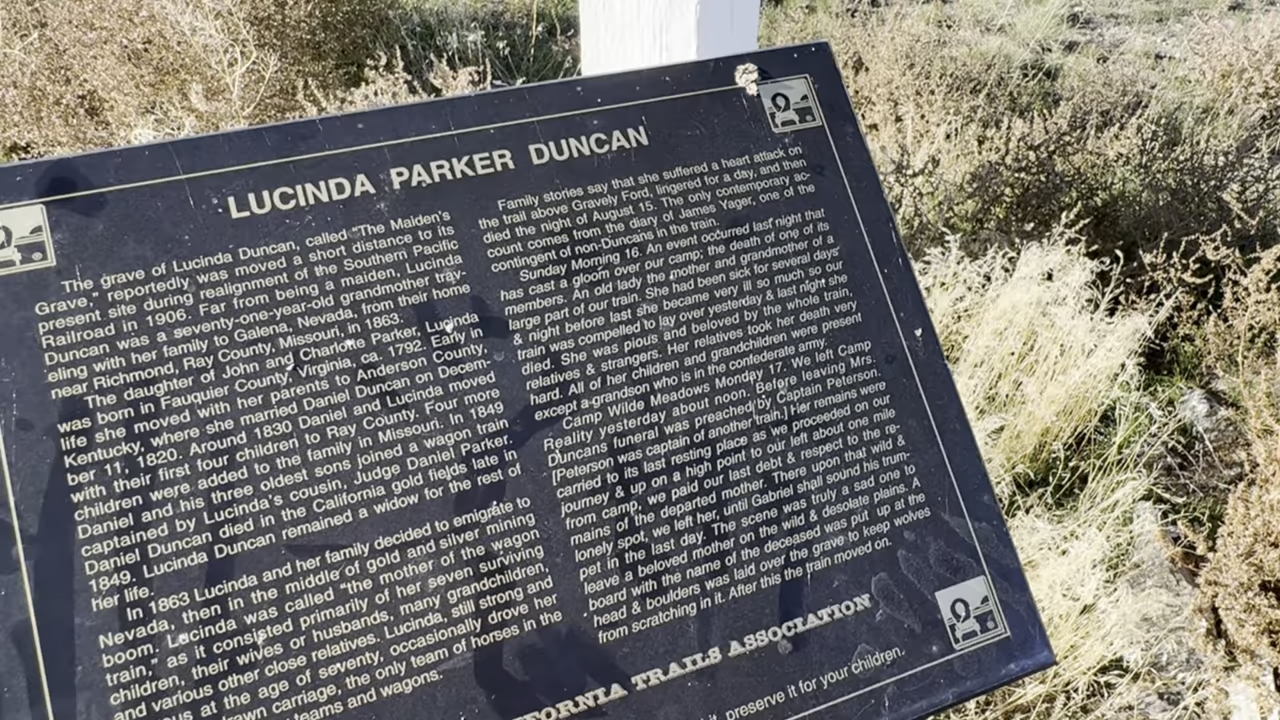 LUCINDA PARKER DUNCAN
The grave of Lucinda Duncan, called "The Maiden's
Grave," reportedly was moved a short distance to its
present site during realignment of the Southern Pacific
Railroad in 1906. Far from being a maiden, Lucinda
Duncan was a seventy-one-year-old grandmother trav-
eling with her family to Galena, Nevada, from their home
near Richmond, Ray County, Missouri, in 1863.
The daughter of John and Charlotte Parker, Lucinda
was born in Fauquier County, Virginia, ca. 1792. Early in
life she moved with her parents to Anderson County,
Kentucky, where she married Daniel Duncan on Decem-
ber 11, 1820. Around 1830 Daniel and Lucinda moved
with their first four children to Ray County. Four more
children were added to the family in Missouri. In 1849
Daniel and his three oldest sons joined a wagon train
captained by Lucinda's cousin, Judge Daniel Parker.
Daniel Duncan died in the California gold fields late in
1849. Lucinda Duncan remained a widow for the rest of
her life.
In 1863 Lucinda and her family decided to emigrate to
Nevada, then in the middle of gold and silver mining
boom. Lucinda was called "the mother of the wagon
train," as it consisted primarily of her seven surviving
children, their wives or husbands, many grandchildren,
and various other close relatives. Lucinda, still strong and
us at the age of seventy, occasionally drove her
rawn carriage, the only team of horses in the
teams and wagons.
Family stories say that she suffered a heart attack on
the trail above Gravely Ford, lingered for a day, and then
died the night of August 15. The only contemporary ac-
count comes from the diary of James Yager, one of the
contingent of non-Duncans in the train.
Sunday Morning 16. An event occurred last night that
has cast a gloom over our camp; the death of one of its
members. An old lady the mother and grandmother of a
large part of our train. She had been sick for several days
& night before last she became very ill so much so our
train was compelled to lay over yesterday & last night she
died. She was pious and beloved by the whole train,
relatives & strangers. Her relatives took her death very
hard. All of her children and grandchildren were present
except a grandson who is in the confederate army.
Camp Wilde Meadows Monday 17. We left Camp
Reality yesterday about noon. Before leaving Mrs.
Duncans funeral was preached by Captain Peterson.
[Peterson was captain of another train.] Her remains were
carried to its last resting place as we proceeded on our
journey & up on a high point to our left about one mile
from camp, we paid our last debt & respect to the re-
mains of the departed mother. There upon that wild &
lonely spot, we left her, until Gabriel shall sound his trum-
pet in the last day. The scene was truly a sad one to
leave a beloved mother on the wild & desolate plains. A
board with the name of the deceased was put up at the
head & boulders was laid over the grave to keep wolves
from scratching in it. After this the train moved on.
FORNIA TRAILS ASSOCIATION
it, preserve it for your children.